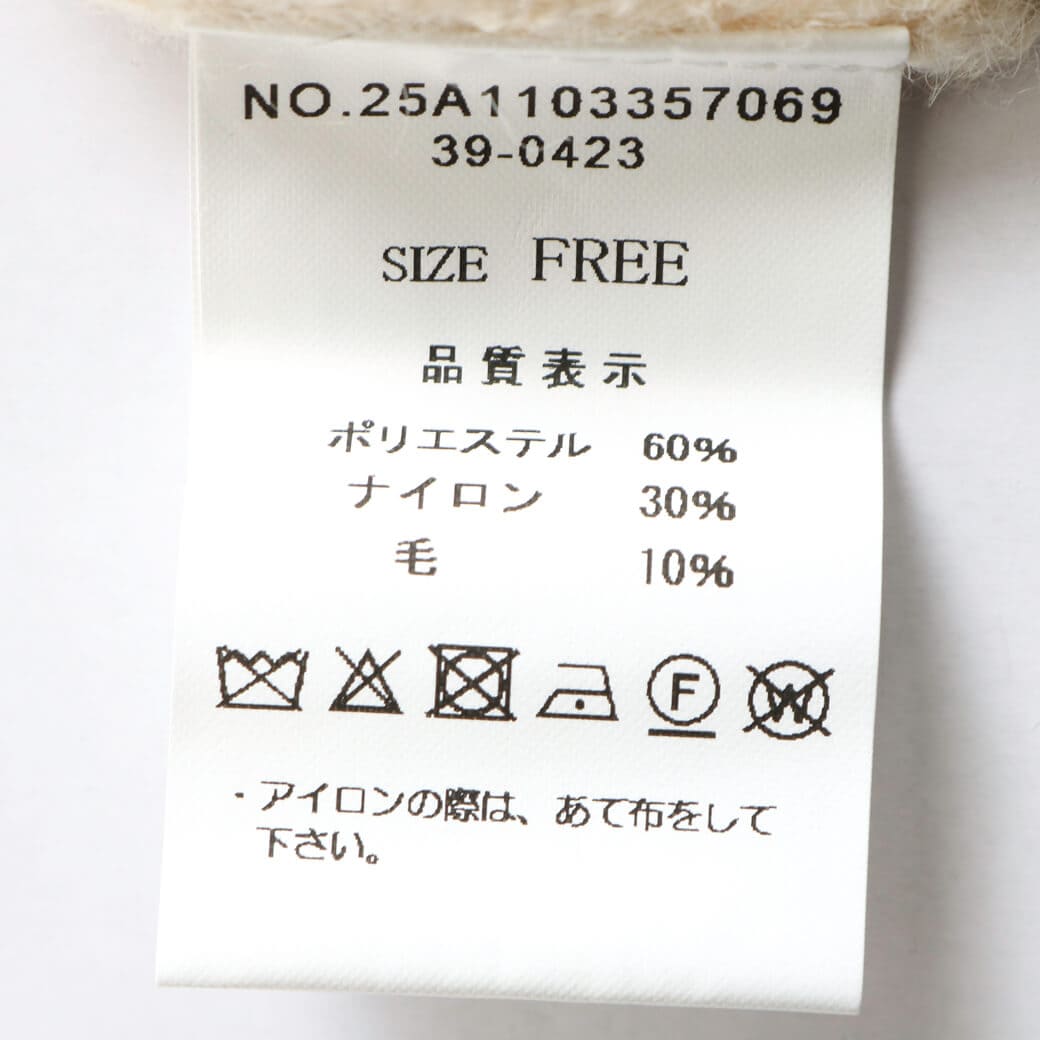 NO.25A1103357069
39-0423
SIZE FREE
品質表示
ポリエステル 60%
ナイロン 30%
毛 10%
F W
・アイロンの際は、あて布をして
下さい。